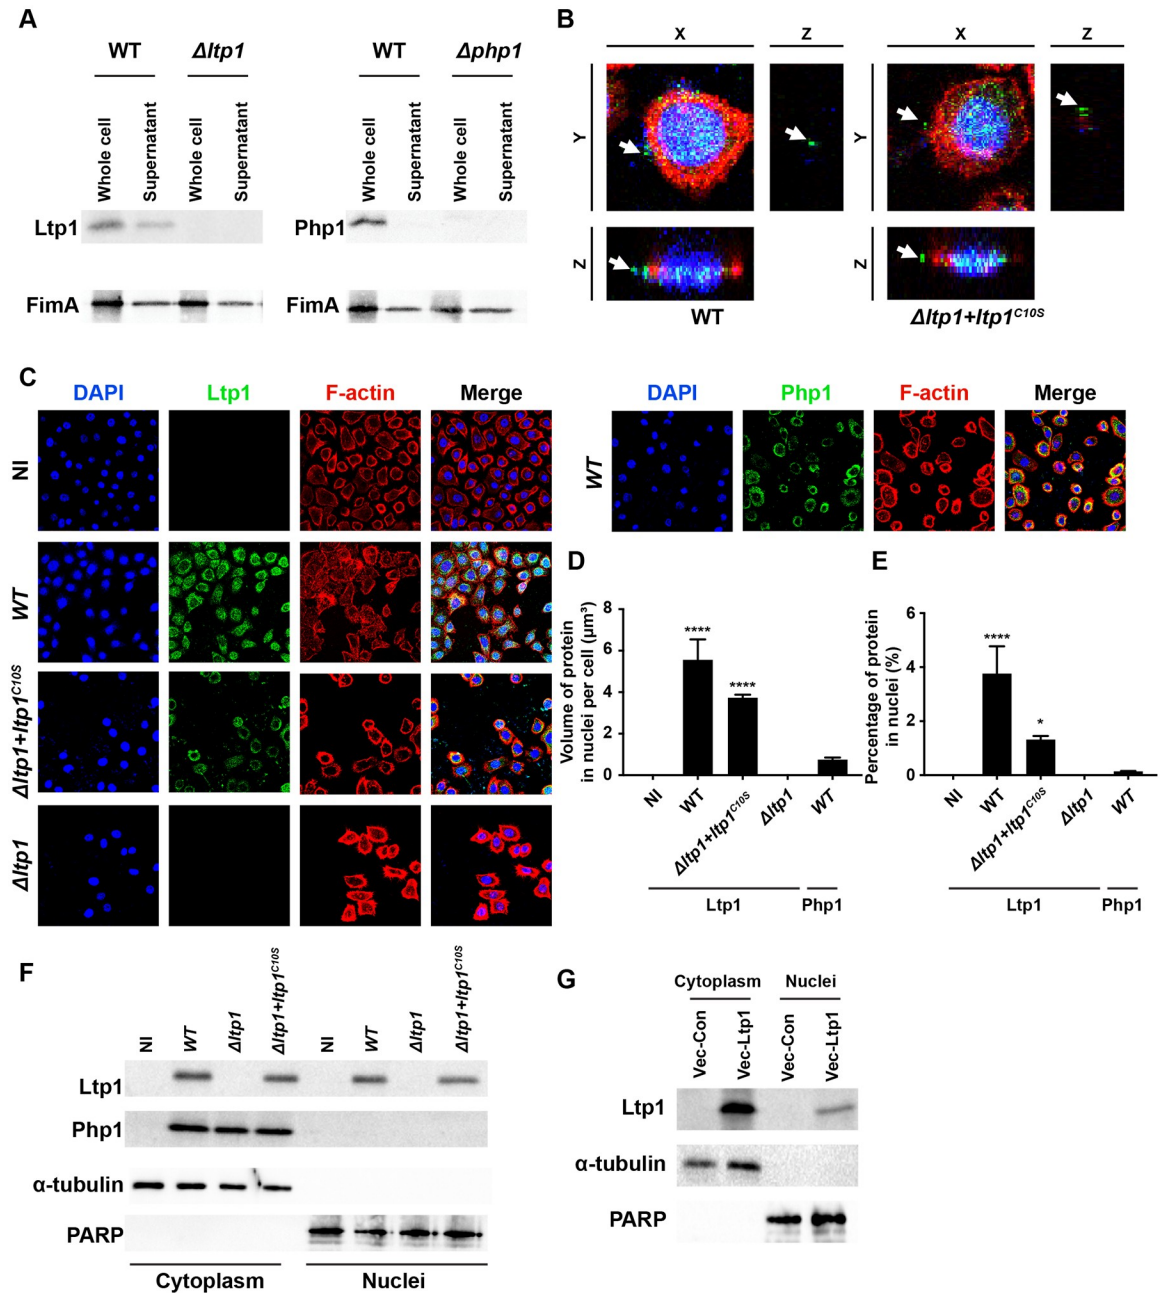 A
WT Δltp1 WT Δphp1
Whole cell Supernatant Whole cell Supernatant Whole cell Supernatant Whole cell Supernatant
Ltp1 Php1
FimA FimA
B
X Z X Z
Y Y
Z Z
WT Δltp1+ltp1C10S
C
DAPI Ltp1 F-actin Merge
NI
WT
Δltp1+ltp1C10S
Δltp1
DAPI Php1 F-actin Merge
WT
D
Volume of protein
in nuclei per cell (µm³)
8
6
4
2
0
****
****
NI WT Δltp1+ltp1C10S Δltp1 WT
Ltp1 Php1
E
Percentage of protein
in nuclei (%)
6
4
2
0
****
*
NI WT Δltp1+ltp1C10S Δltp1 WT
Ltp1 Php1
F
NI WT Δltp1 Δltp1+ltp1C10S NI WT Δltp1 Δltp1+ltp1C10S
Ltp1
Php1
α-tubulin
PARP
Cytoplasm Nuclei
G
Cytoplasm Nuclei
Vec-Con Vec-Ltp1 Vec-Con Vec-Ltp1
Ltp1
α-tubulin
PARP